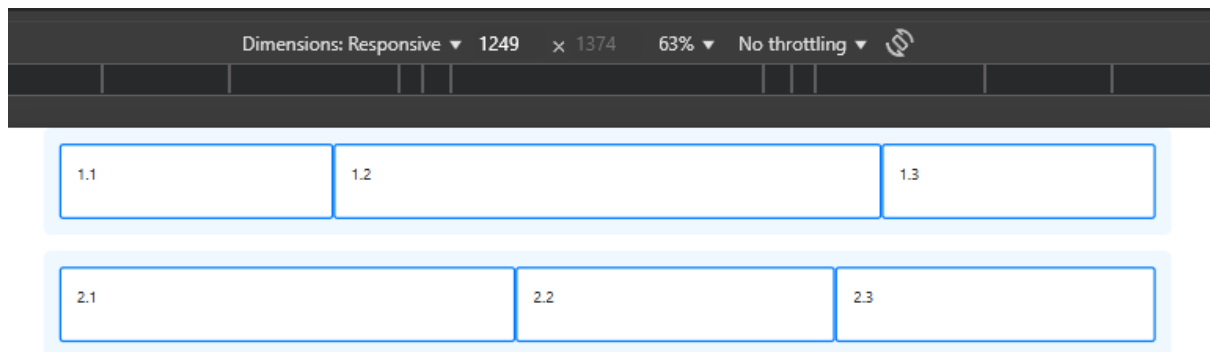 Dimensions: Responsive ▼ 1249 × 1374 63% ▼ No throttling ▼
1.1 1.2 1.3
2.1 2.2 2.3